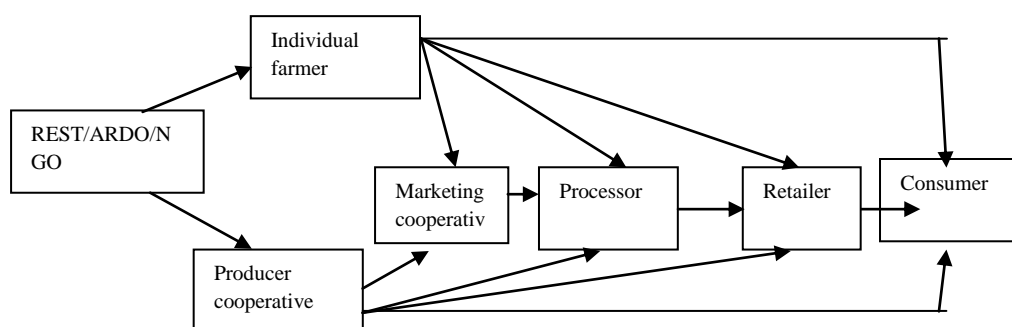 Individual
farmer
REST/ARDO/N
GO
Marketing
cooperativ
Processor
Retailer
Consumer
Producer
cooperative